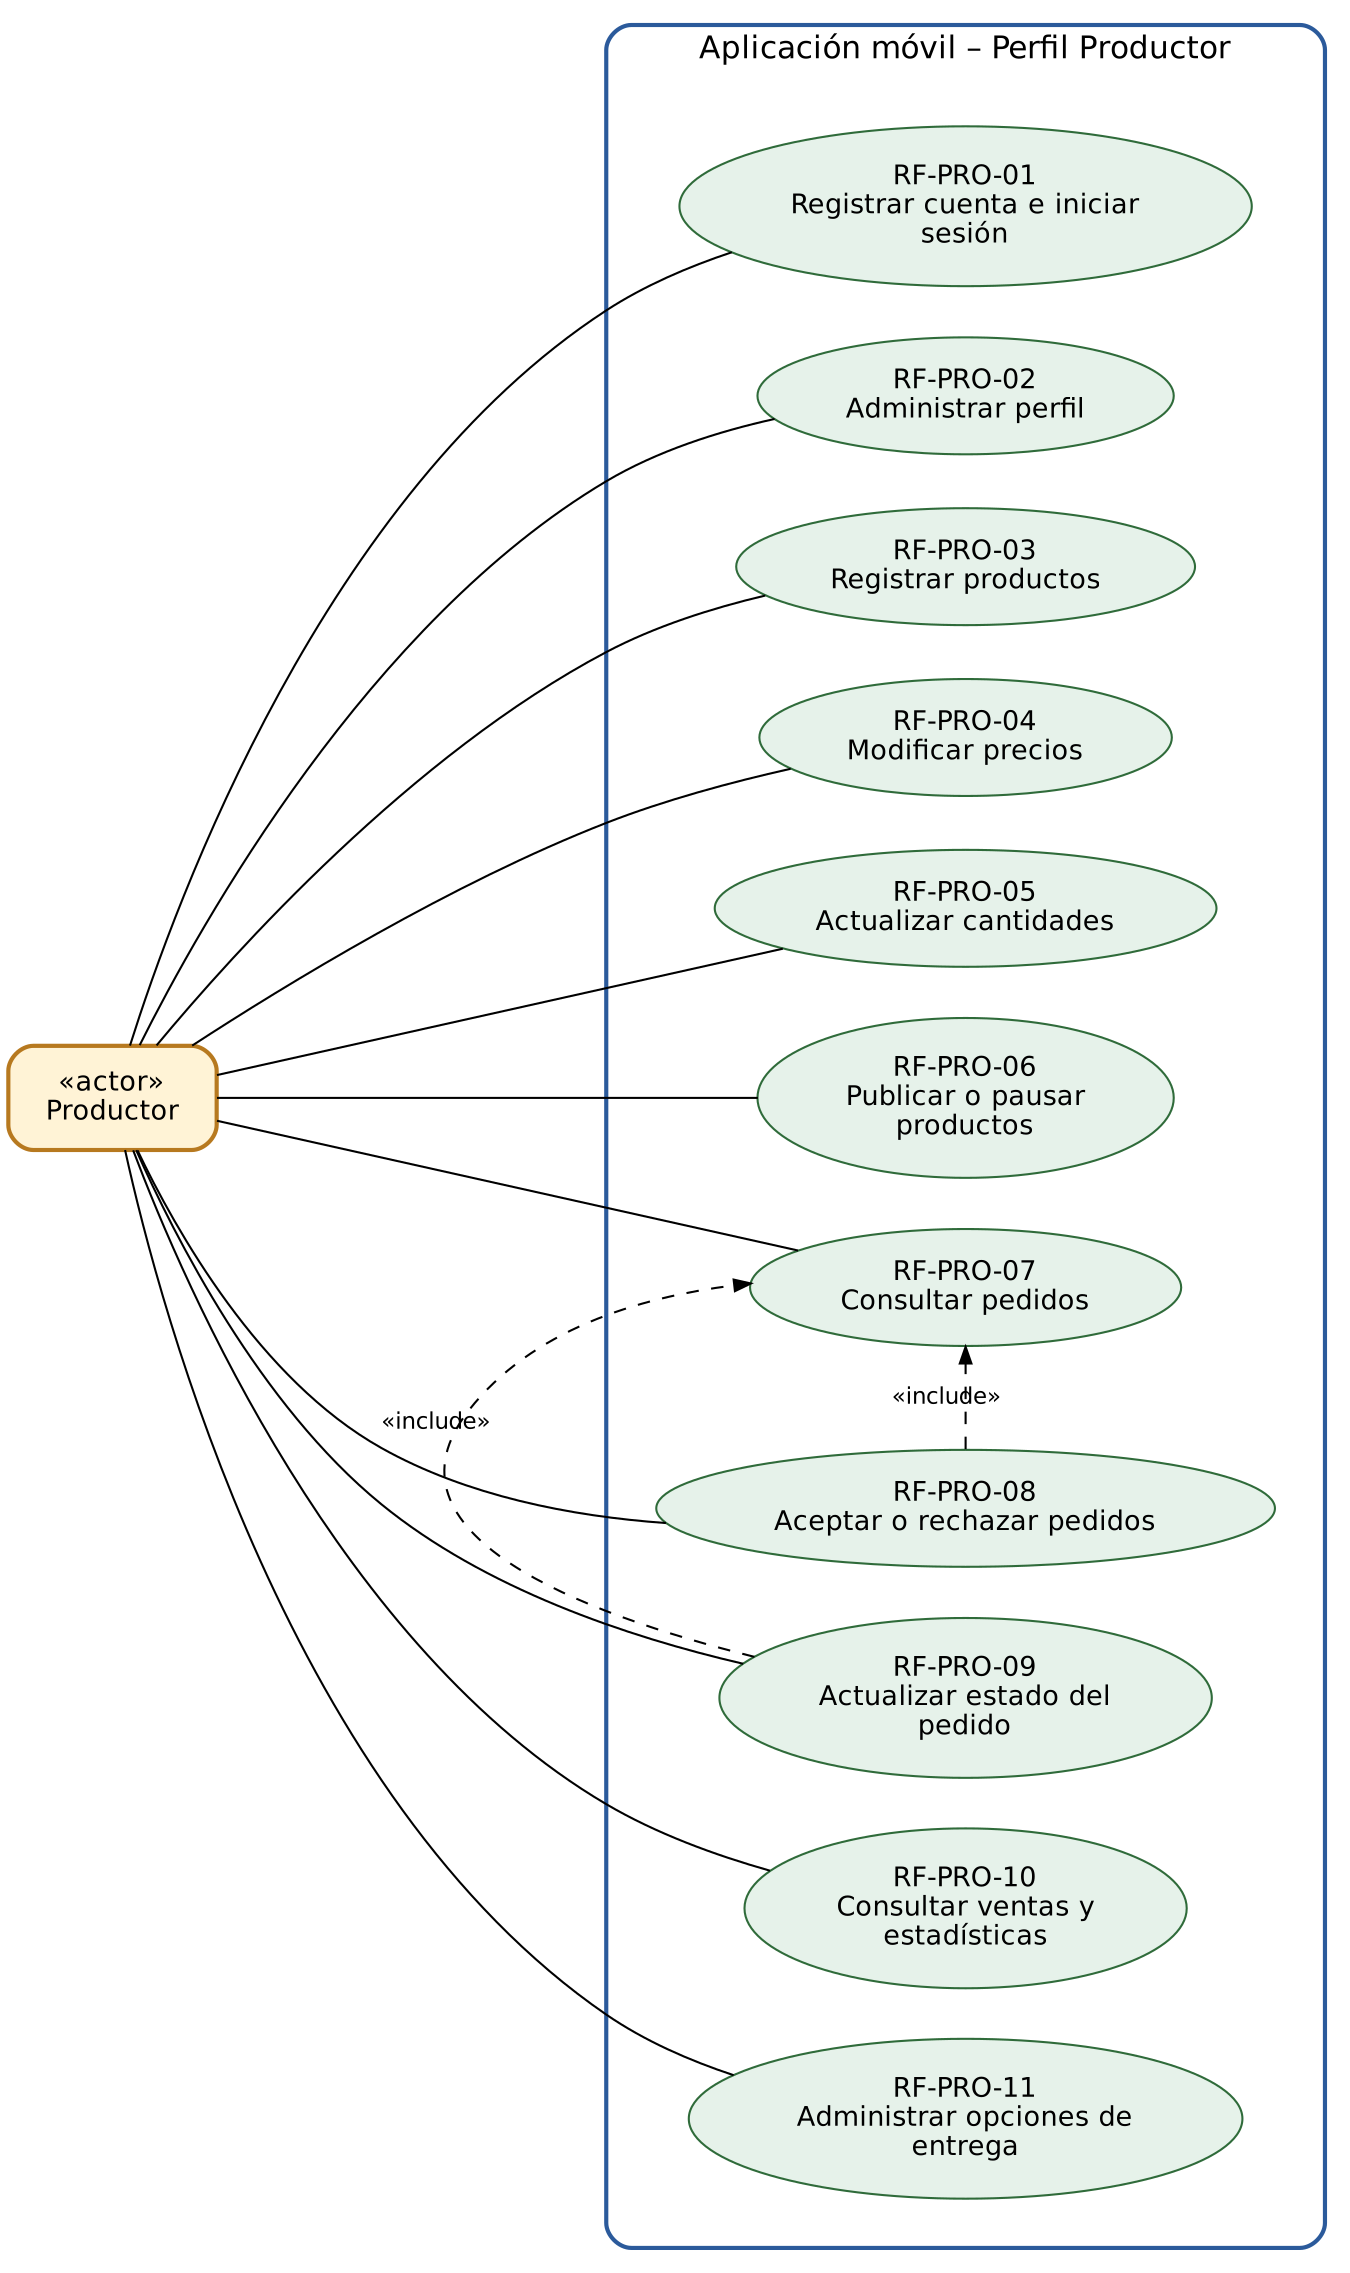 Aplicación móvil – Perfil Productor
RF-PRO-01
Registrar cuenta e iniciar
sesión
RF-PRO-02
Administrar perfil
RF-PRO-03
Registrar productos
RF-PRO-04
Modificar precios
RF-PRO-05
Actualizar cantidades
«actor»
Productor
RF-PRO-06
Publicar o pausar
productos
RF-PRO-07
Consultar pedidos
«include»
«include»
RF-PRO-08
Aceptar o rechazar pedidos
RF-PRO-09
Actualizar estado del
pedido
RF-PRO-10
Consultar ventas y
estadísticas
RF-PRO-11
Administrar opciones de
entrega